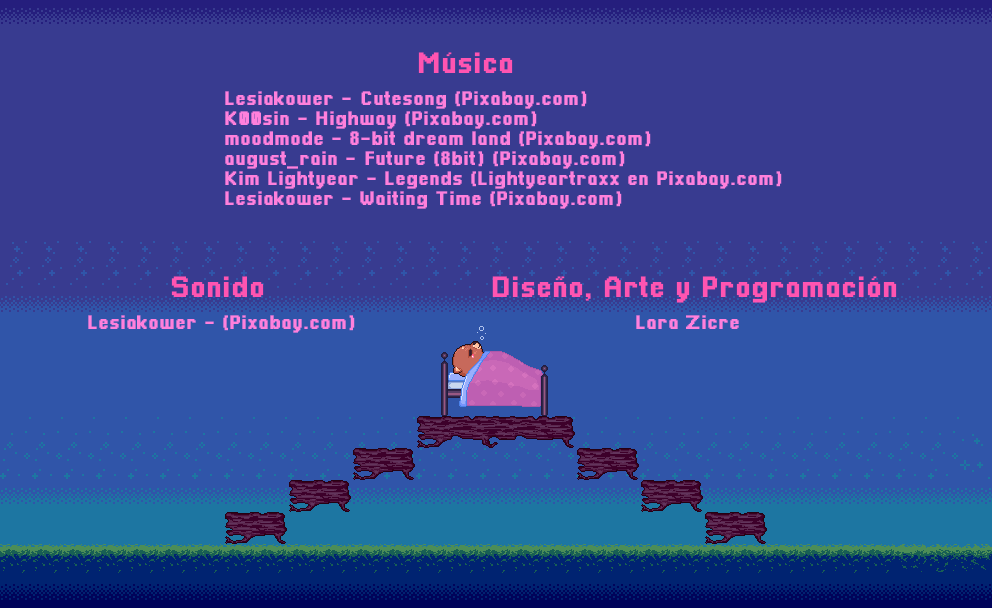 Música
Lesiakower - Cutesong (Pixabay.com)
K00sin - Highway (Pixabay.com)
moodmode - 8-bit dream land (Pixabay.com)
august_rain - Future (8bit) (Pixabay.com)
Kim Lightyear - Legends (Lightyeartraxx en Pixabay.com)
Lesiakower - Waiting Time (Pixabay.com)
Sonido
Lesiakower - (Pixabay.com)
Diseño, Arte y Programación
Lara Zicre